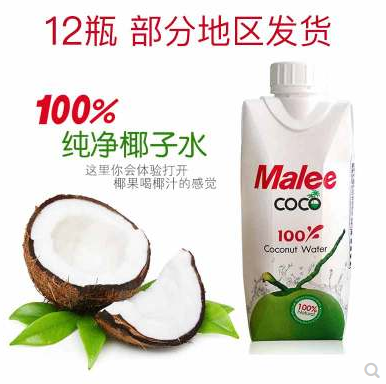 12瓶 部分地区发货
100%
纯净椰子水
这里你会体验打开
椰果喝椰汁的感觉
Malee
COCO
100%
Coconut Water
100%
Natural